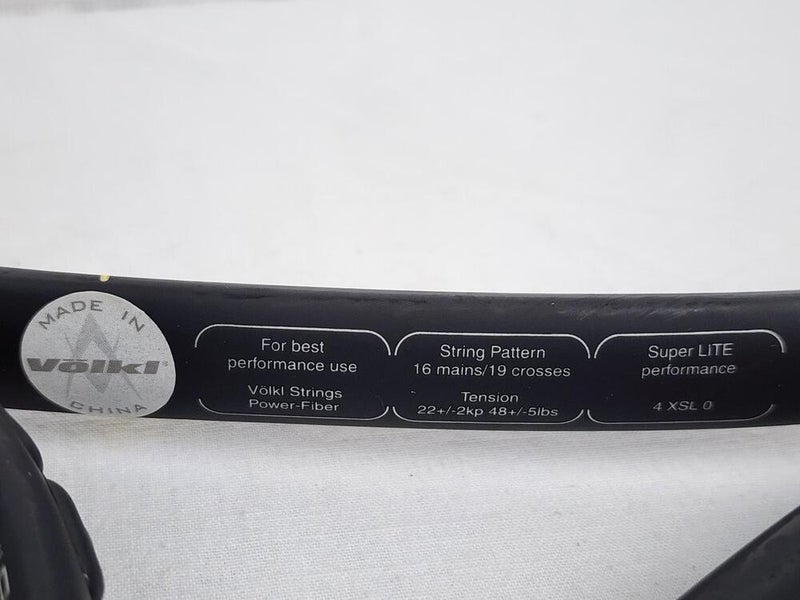 MADE IN
Völkl®
CHINA
For best
performance use
Völkl Strings
Power-Fiber
String Pattern
16 mains/19 crosses
Tension
22+/-2kp 48+/-5lbs
Super LiTE
performance
4 XSL 0